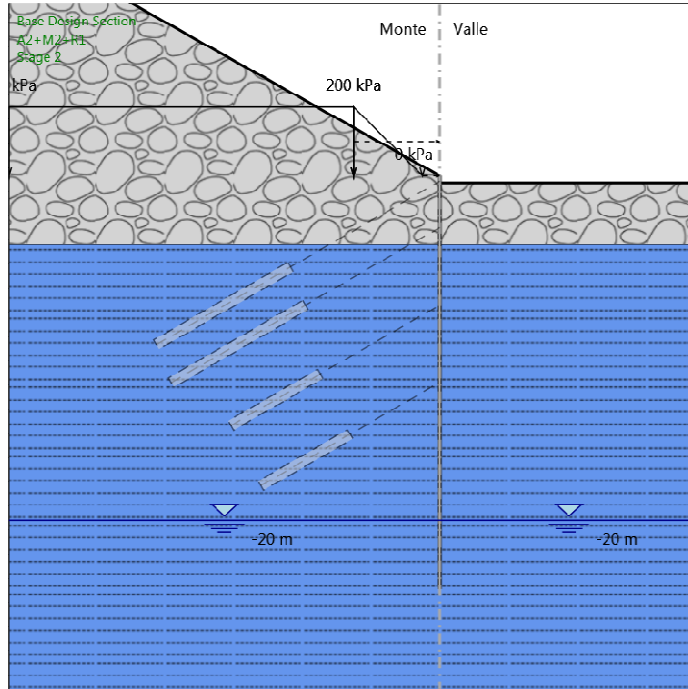 Base Design Section
A2+M2+R1
Stage 2
Monte
Valle
kPa
200 kPa
0 kPa
-20 m
-20 m